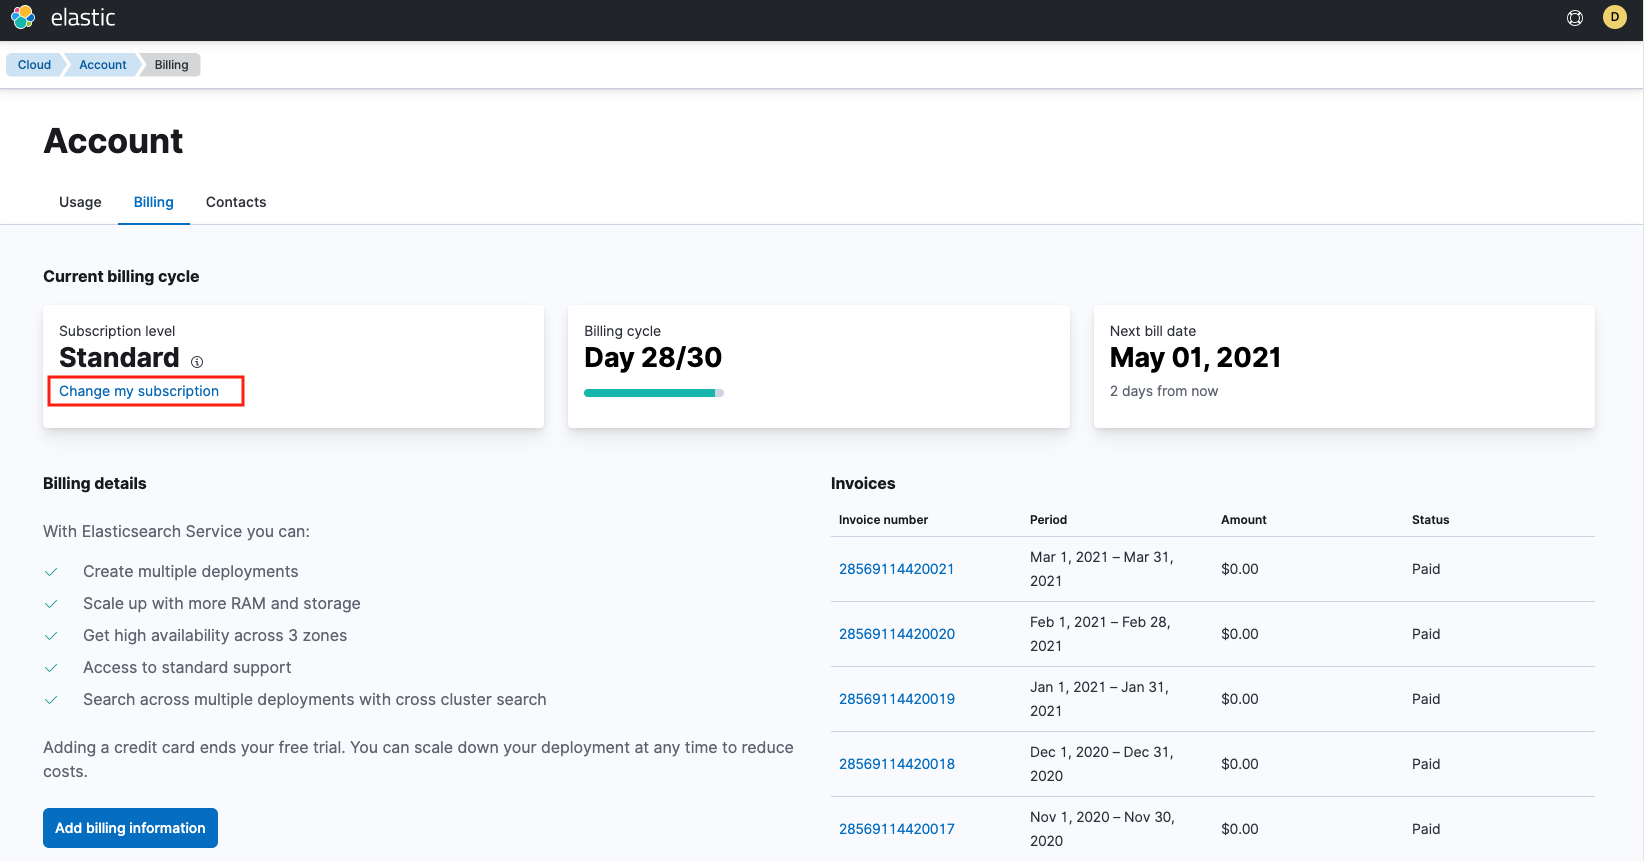 elastic
D
Cloud
Account
Billing
Account
Usage
Billing
Contacts
Current billing cycle
Subscription level
Standard
Change my subscription
Billing cycle
Day 28/30
Next bill date
May 01, 2021
2 days from now
Billing details
With Elasticsearch Service you can:
Create multiple deployments
Scale up with more RAM and storage
Get high availability across 3 zones
Access to standard support
Search across multiple deployments with cross cluster search
Adding a credit card ends your free trial. You can scale down your deployment at any time to reduce
costs.
Add billing information
Invoices
Invoice number Period Amount Status
28569114420021 Mar 1, 2021 – Mar 31, $0.00 Paid
2021
28569114420020 Feb 1, 2021 – Feb 28, $0.00 Paid
2021
28569114420019 Jan 1, 2021 – Jan 31, $0.00 Paid
2021
28569114420018 Dec 1, 2020 – Dec 31, $0.00 Paid
2020
28569114420017 Nov 1, 2020 – Nov 30, $0.00 Paid
2020